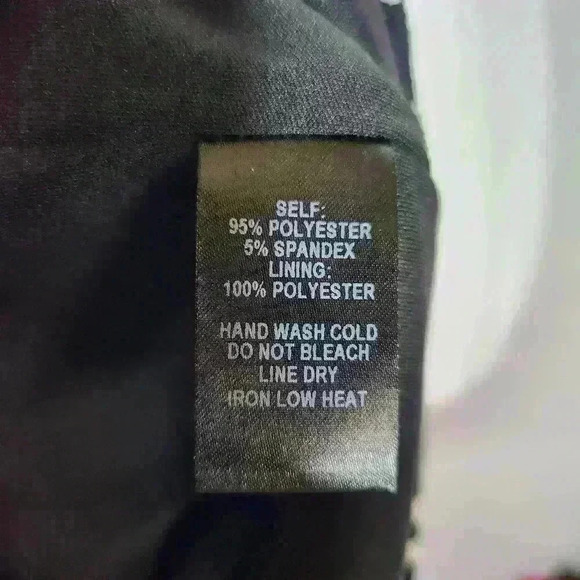 SELF:
95% POLYESTER
5% SPANDEX
LINING:
100% POLYESTER
HAND WASH COLD
DO NOT BLEACH
LINE DRY
IRON LOW HEAT